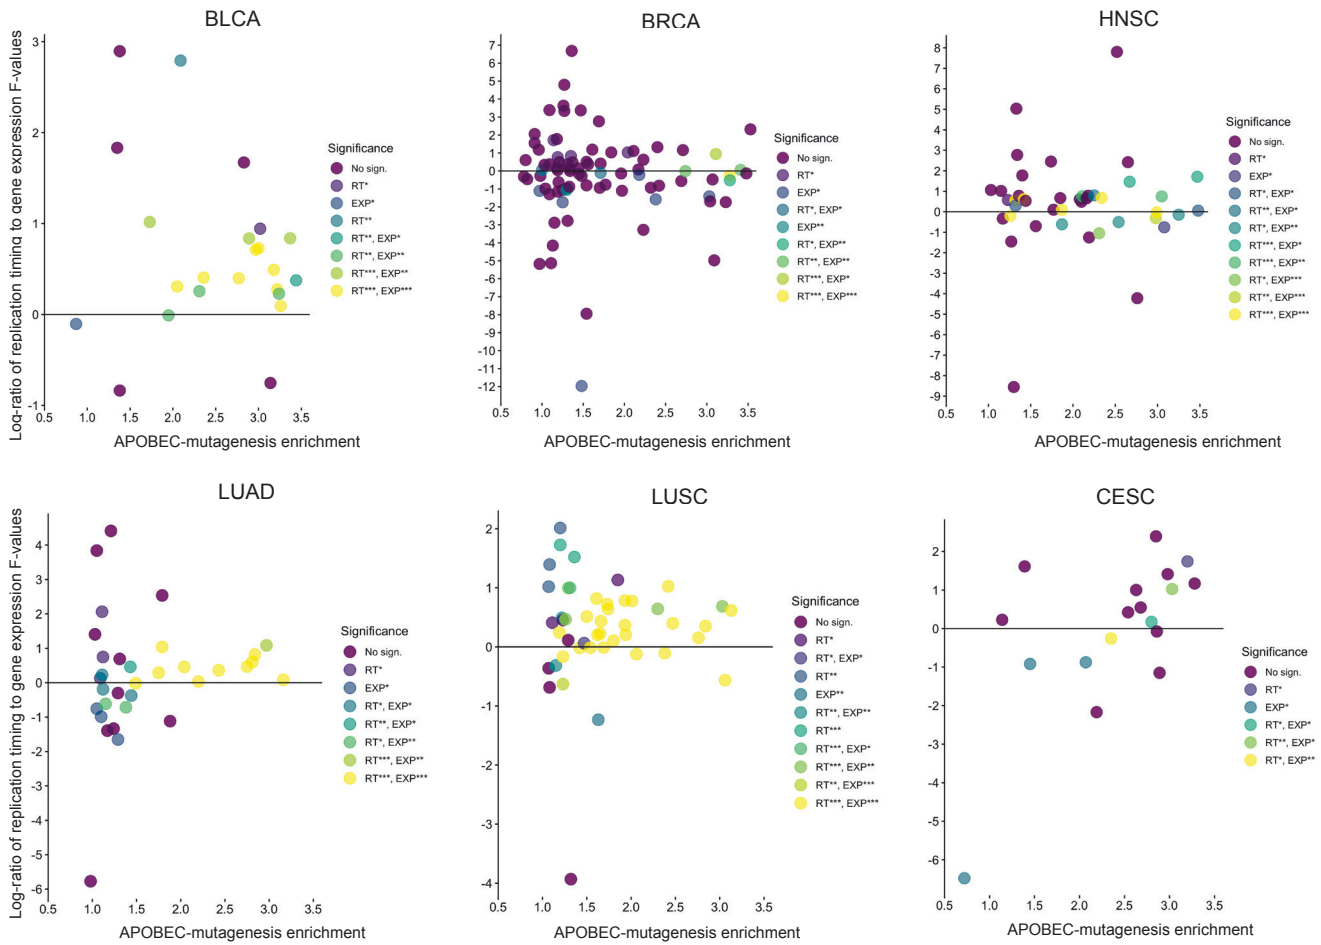 BLCA
Log-ratio of replication timing to gene expression F-values
3
2
1
0
-1
0.5 1.0 1.5 2.0 2.5 3.0 3.5
APOBEC-mutagenesis enrichment
Significance
No sign.
RT*
EXP*
RT**
RT**, EXP*
RT**, EXP**
RT***, EXP**
RT***, EXP***
BRCA
7
6
5
4
3
2
1
0
-1
-2
-3
-4
-5
-6
-7
-8
-9
-10
-11
-12
0.5 1.0 1.5 2.0 2.5 3.0 3.5
APOBEC-mutagenesis enrichment
Significance
No sign.
RT*
EXP*
RT*, EXP*
EXP**
RT*, EXP**
RT**, EXP**
RT***, EXP*
RT***, EXP***
HNSC
8
7
6
5
4
3
2
1
0
-1
-2
-3
-4
-5
-6
-7
-8
-9
0.5 1.0 1.5 2.0 2.5 3.0 3.5
APOBEC-mutagenesis enrichment
Significance
No sign.
RT*
EXP*
RT*, EXP*
RT**, EXP*
RT*, EXP**
RT***, EXP*
RT***, EXP**
RT*, EXP***
RT**, EXP***
RT***, EXP***
LUAD
Log-ratio of replication timing to gene expression F-values
4
3
2
1
0
-1
-2
-3
-4
-5
-6
0.5 1.0 1.5 2.0 2.5 3.0 3.5
APOBEC-mutagenesis enrichment
Significance
No sign.
RT*
EXP*
RT*, EXP*
RT**, EXP*
RT*, EXP**
RT***, EXP**
RT***, EXP***
LUSC
2
1
0
-1
-2
-3
-4
0.5 1.0 1.5 2.0 2.5 3.0 3.5
APOBEC-mutagenesis enrichment
Significance
No sign.
RT*
RT*, EXP*
RT**
EXP**
RT**, EXP**
RT***
RT***, EXP*
RT***, EXP**
RT**, EXP***
RT***, EXP***
CESC
2
1
0
-1
-2
-3
-4
-5
-6
0.5 1.0 1.5 2.0 2.5 3.0 3.5
APOBEC-mutagenesis enrichment
Significance
No sign.
RT*
EXP*
RT*, EXP*
RT**, EXP*
RT*, EXP**